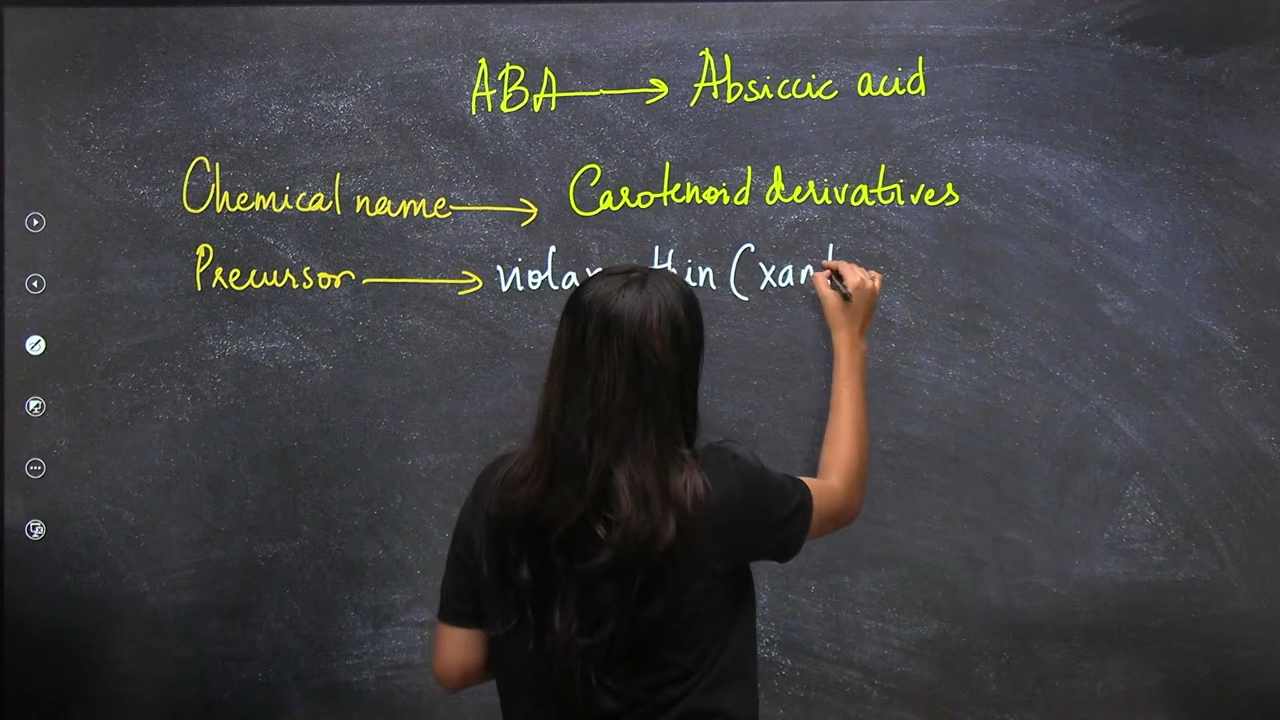 ABA → Absiccic acid
Chemical name → Carotenoid derivatives
Precursor → (